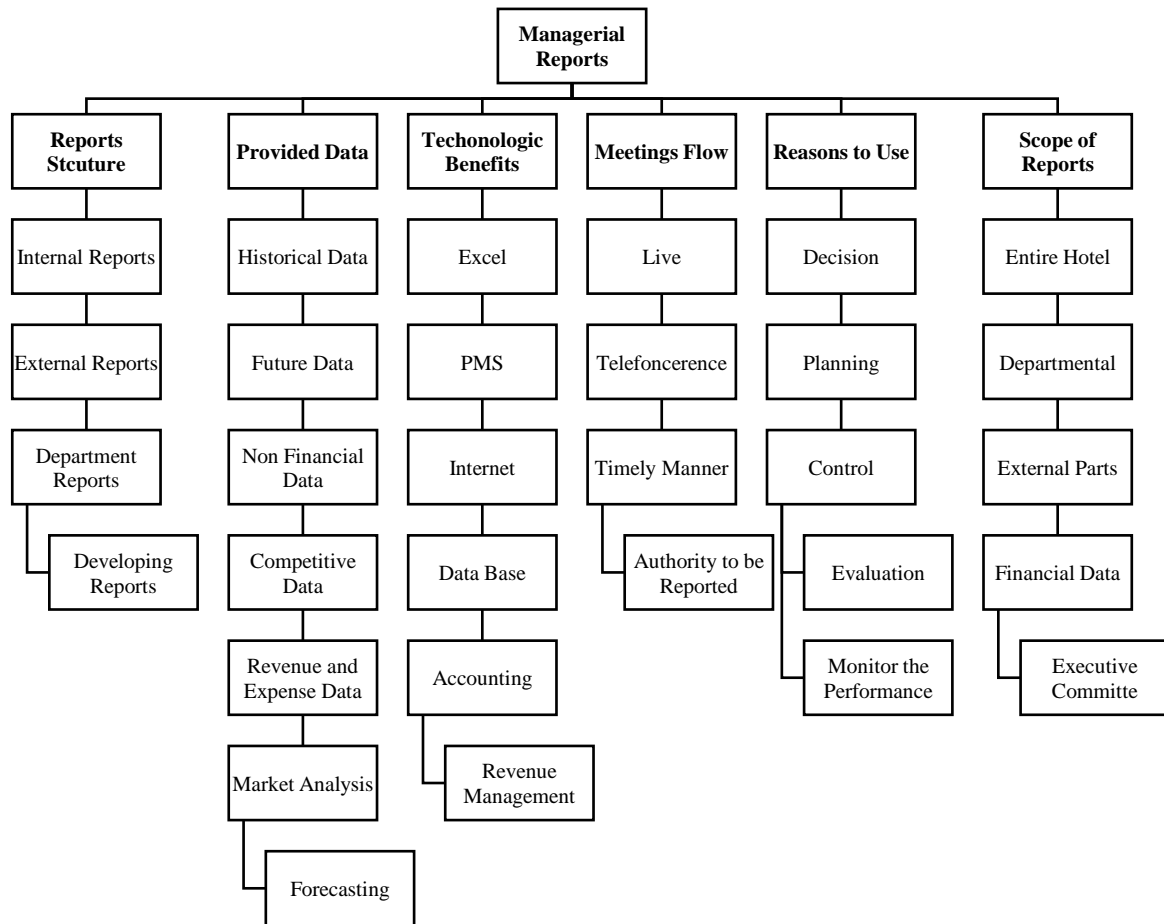 Managerial
Reports
Reports
Stcuture
Internal Reports
External Reports
Department
Reports
Developing
Reports
Provided Data
Historical Data
Future Data
Non Financial
Data
Competitive
Data
Revenue and
Expense Data
Market Analysis
Forecasting
Techonologic
Benefits
Excel
PMS
Internet
Data Base
Accounting
Revenue
Management
Meetings Flow
Live
Telefoncerence
Timely Manner
Authority to be
Reported
Reasons to Use
Decision
Planning
Control
Evaluation
Monitor the
Performance
Scope of
Reports
Entire Hotel
Departmental
External Parts
Financial Data
Executive
Committe